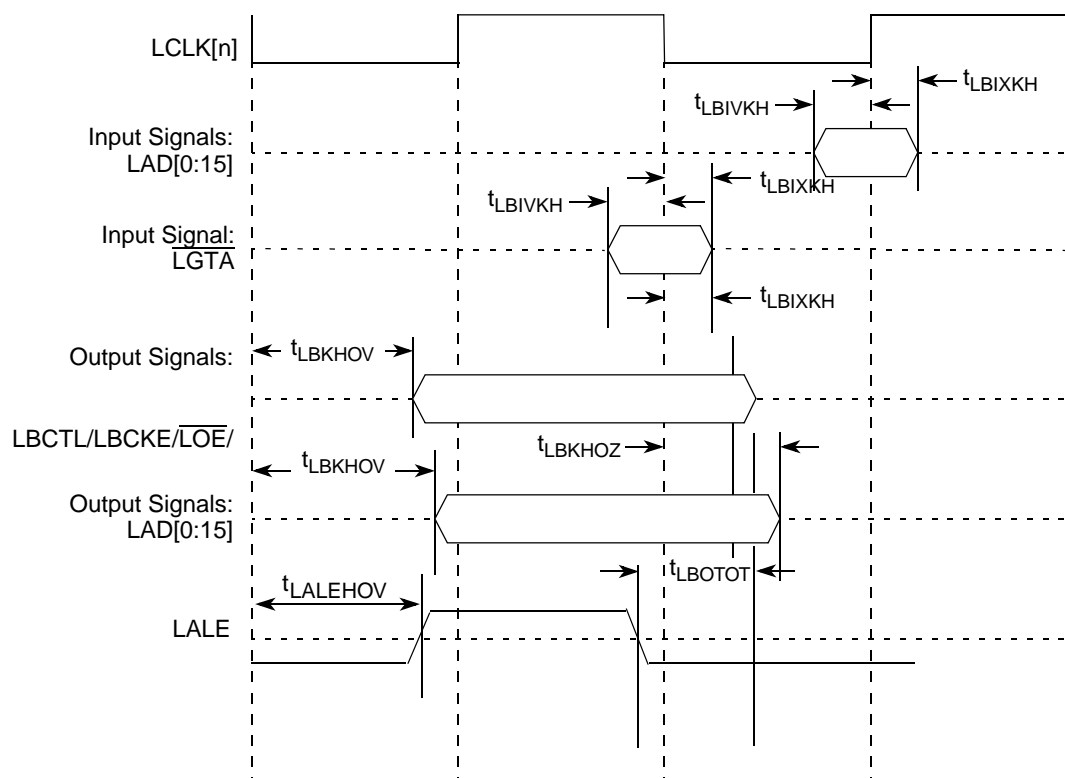 LCLK[n]
tLBIXKH
tLBIVKH
Input Signals:
LAD[0:15]
tLBIXKH
tLBIVKH
Input Signal:
LGTA
tLBIXKH
Output Signals:
tLBKHOV
LBCTL/LBCKE/LOE/
tLBKHOZ
tLBKHOV
Output Signals:
LAD[0:15]
tLBOTOT
tLALEHOV
LALE